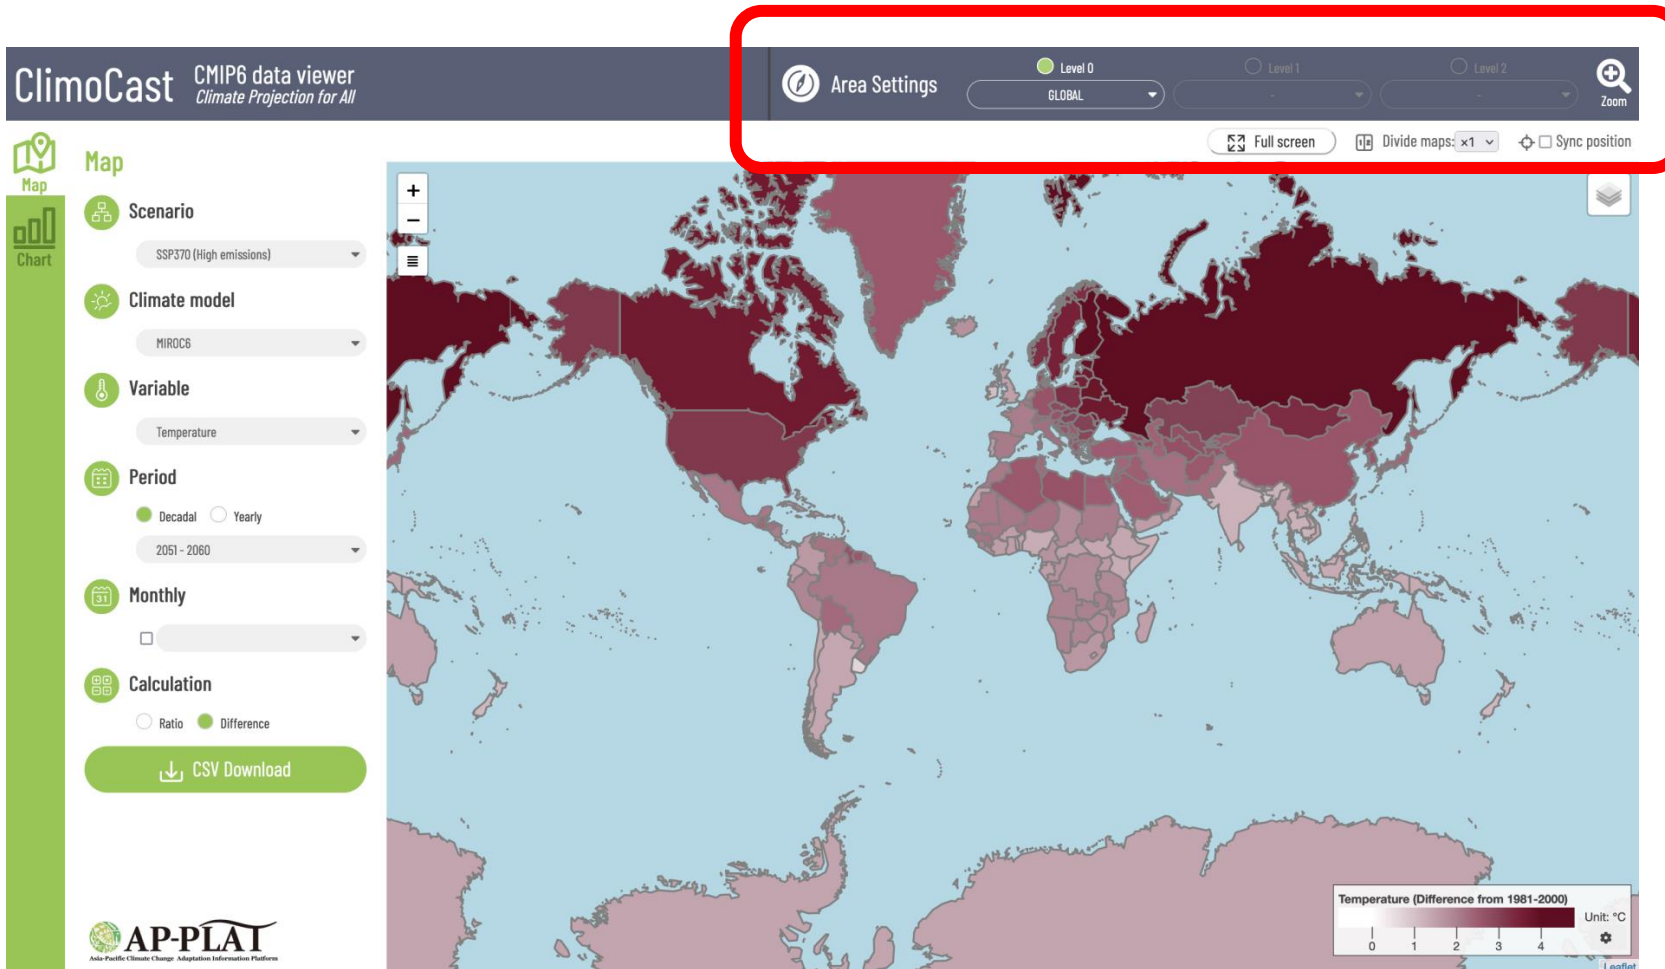 ClimoCast
CMIP6 data viewer
Climate Projection for All
Area Settings
Level 0
GLOBAL
Level 1
-
Level 2
-
Zoom
Full screen
Divide maps: ×1
Sync position
Map
Chart
Map
Scenario
SSP370 (High emissions)
Climate model
MIROC6
Variable
Temperature
Period
Decadal
Yearly
2051 - 2060
31
Monthly
Calculation
Ratio
Difference
CSV Download
AP-PLAT
Asia-Pacific Climate Change Adaptation Information Platform
+
−
Temperature (Difference from 1981-2000)
Unit: °C
0 1 2 3 4
Leaflet